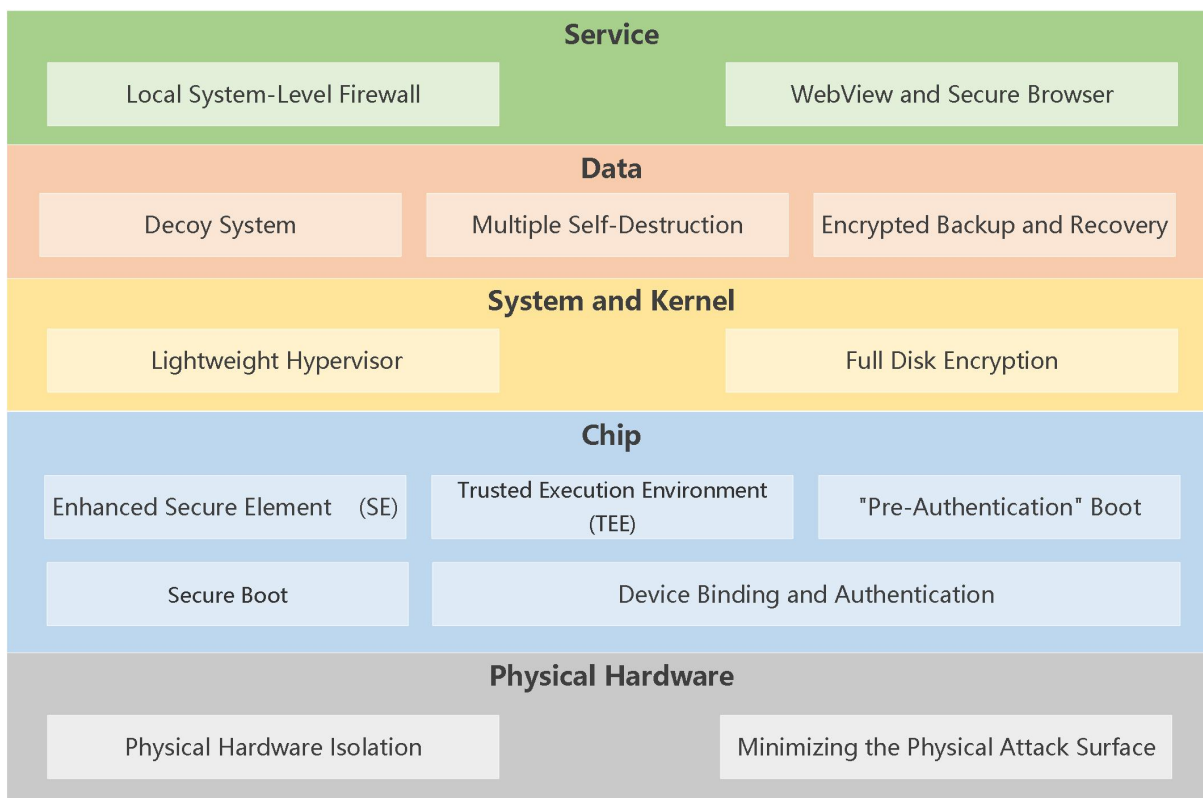 Service
Local System-Level Firewall
WebView and Secure Browser
Data
Decoy System
Multiple Self-Destruction
Encrypted Backup and Recovery
System and Kernel
Lightweight Hypervisor
Full Disk Encryption
Chip
Enhanced Secure Element (SE)
Trusted Execution Environment
(TEE)
"Pre-Authentication" Boot
Secure Boot
Device Binding and Authentication
Physical Hardware
Physical Hardware Isolation
Minimizing the Physical Attack Surface